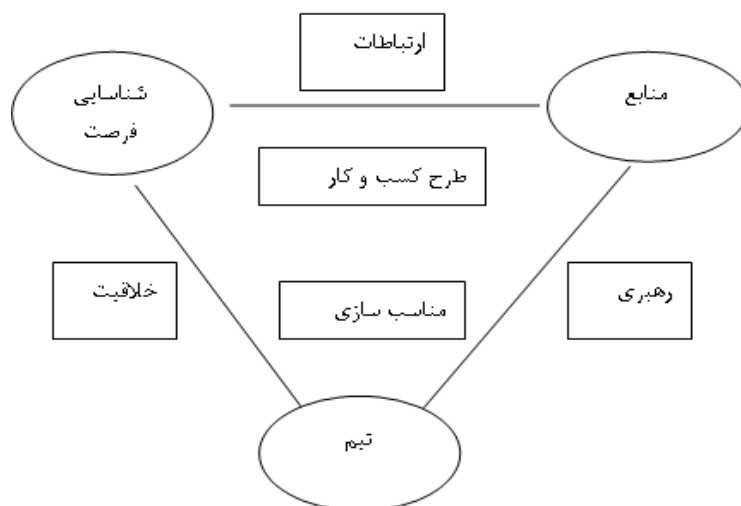 ارتباطات
منابع
شناسایی
فرصت
طرح کسب و کار
رهبری
مناسب سازی
خلاقیت
تیم